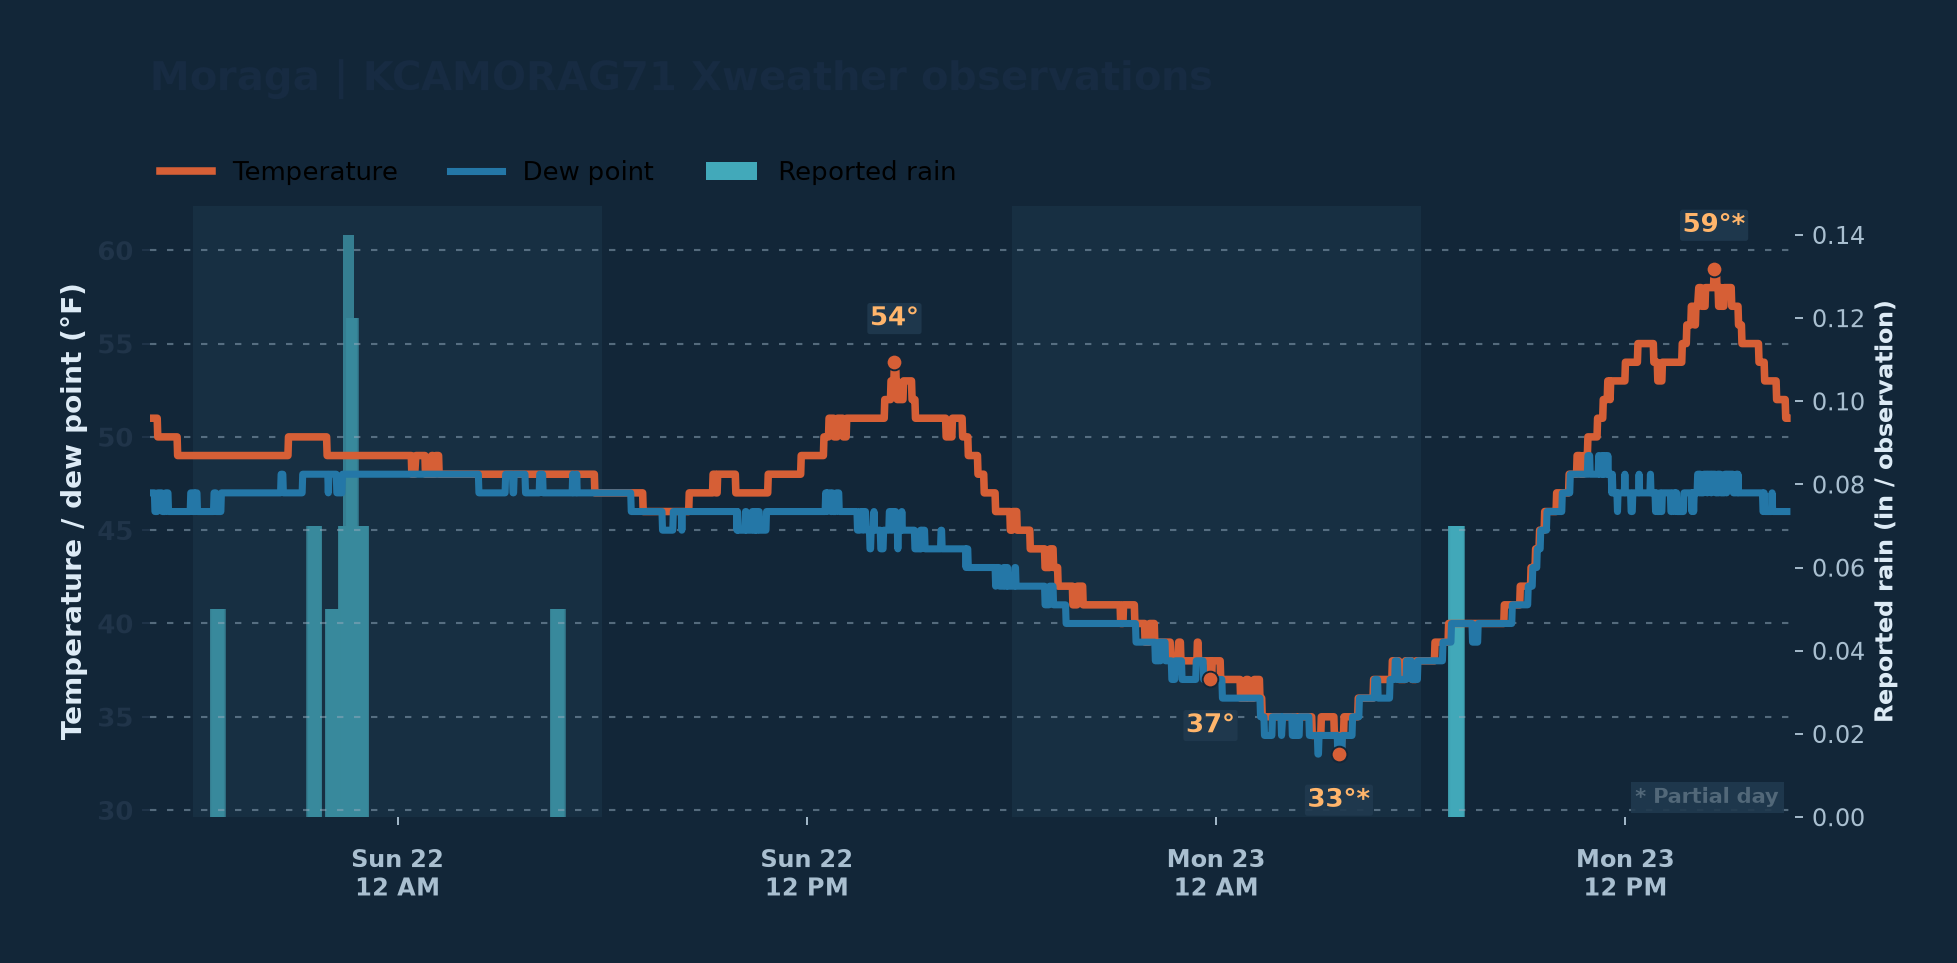 Moraga | KCAMORAG71 Xweather observations
Temperature
Dew point
Reported rain
Temperature / dew point (°F)
60
55
50
45
40
35
30
54°
37°
33°*
59°*
* Partial day
0.14
0.12
0.10
0.08
0.06
0.04
0.02
0.00
Reported rain (in / observation)
Sun 22
12 AM
Sun 22
12 PM
Mon 23
12 AM
Mon 23
12 PM